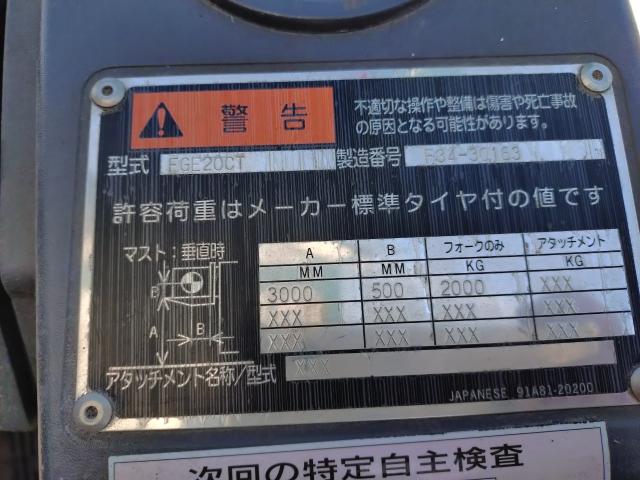 警告
不適切な操作や整備は傷害や死亡事故
の原因となる可能性があります。
型式 FGE20CT 製造番号
許容荷重はメーカー標準タイヤ付の値です
マスト:垂直時
A B フォークのみ アタッチメント
MM MM KG KG
3000 500 2000 XXX
XXX XXX XXX XXX
XXX XXX XXX XXX
B
A B
アタッチメント名称/型式 XXX
JAPANESE 91A81-20200
次回の特定自主検査